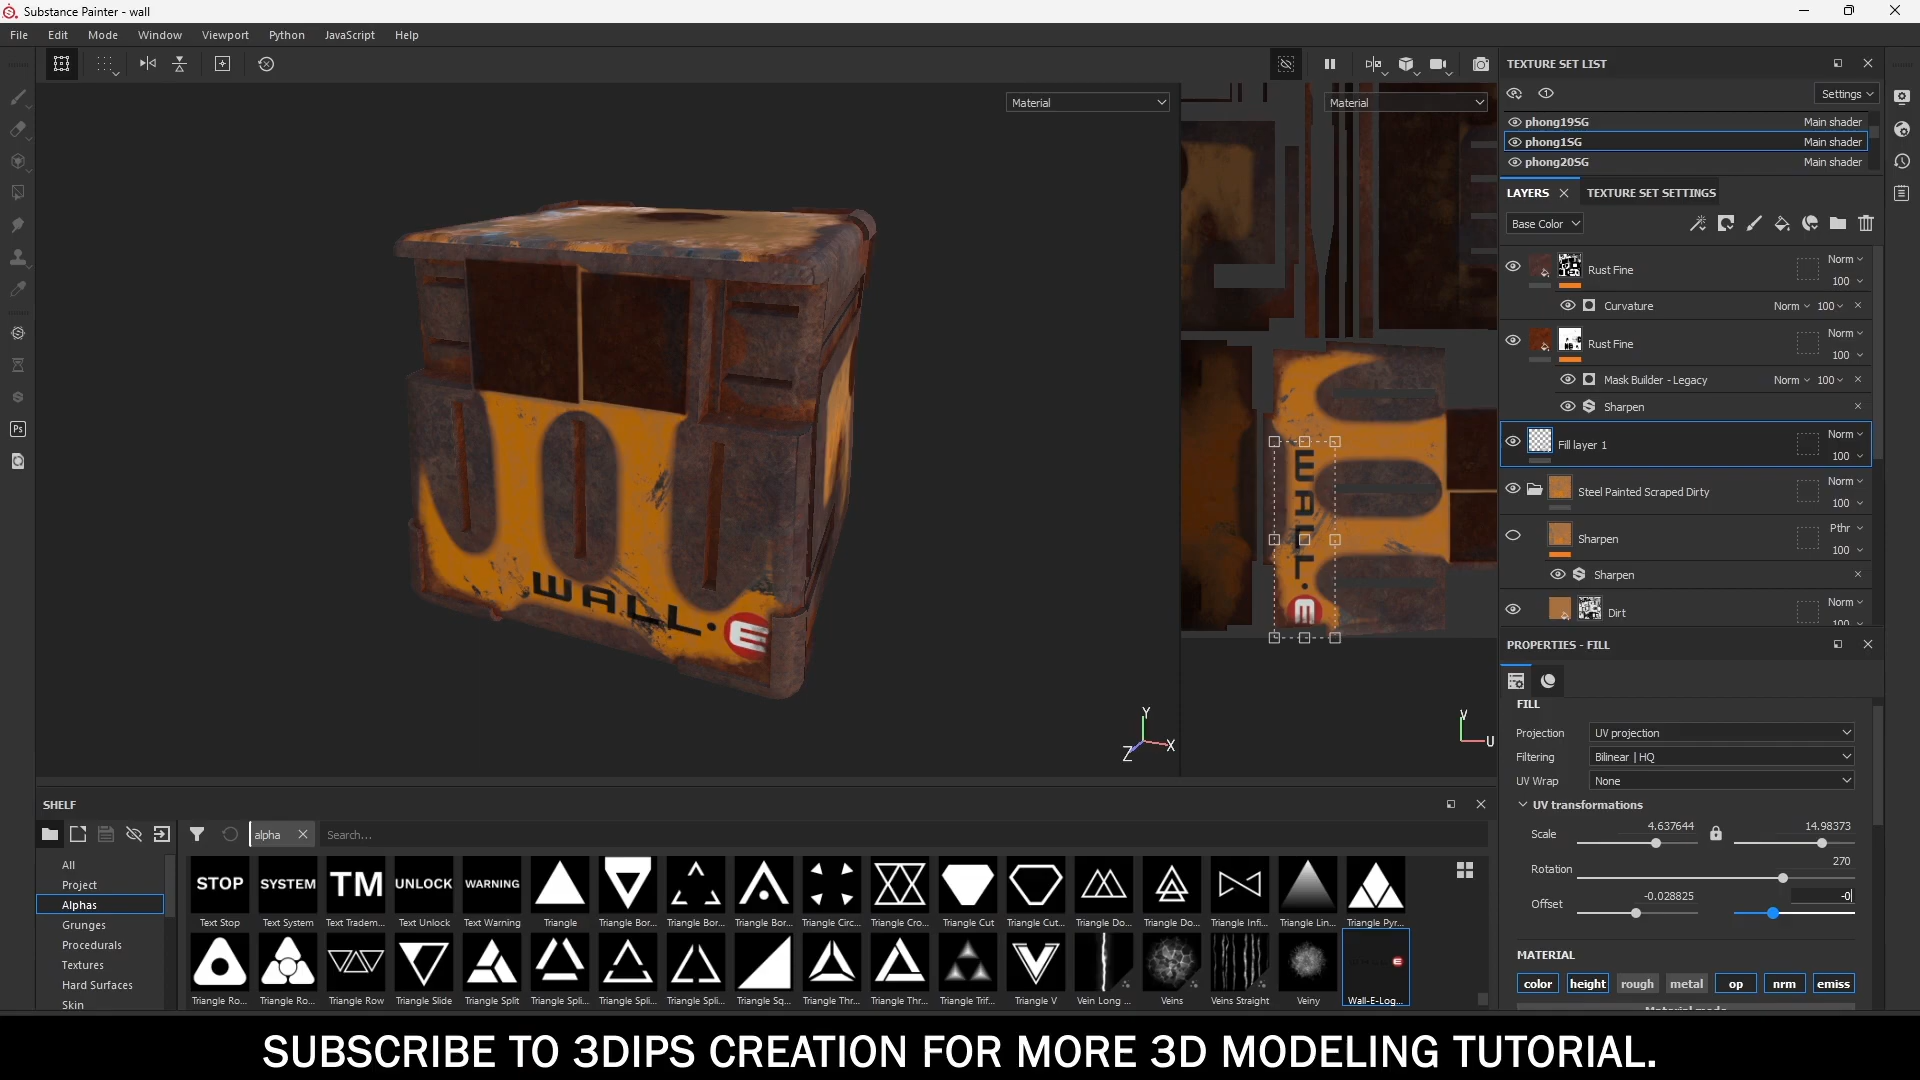 Substance Painter - wall
File Edit Mode Window Viewport Python JavaScript Help
Material
Material
TEXTURE SET LIST
Settings
phong19SG Main shader
phong1SG Main shader
phong20SG Main shader
LAYERS TEXTURE SET SETTINGS
Base Color
Rust Fine Norm 100
Curvature Norm 100
Rust Fine Norm 100
Mask Builder - Legacy Norm 100
Sharpen
Fill layer 1 Norm 100
Steel Painted Scraped Dirty Norm 100
Sharpen Pthr 100
Sharpen
Dirt Norm 100
PROPERTIES - FILL
FILL
Projection UV projection
Filtering Bilinear | HQ
UV Wrap None
UV transformations
Scale 4.637644 14.98373
Rotation 270
Offset -0.028825 -0
MATERIAL
color height rough metal op nrm emiss
WALL·E
WALL·E
Y
X
Z
V
U
SHELF
alpha Search...
All
Project
Alphas
Grunges
Procedurals
Textures
Hard Surfaces
Skin
STOP SYSTEM TM UNLOCK WARNING
Text Stop Text System Text Tradem... Text Unlock Text Warning Triangle Triangle Bor... Triangle Bor... Triangle Bor... Triangle Circ... Triangle Cro... Triangle Cut Triangle Cut... Triangle Do... Triangle Do... Triangle Infi... Triangle Lin... Triangle Pyr...
Triangle Ro... Triangle Ro... Triangle Row Triangle Slide Triangle Split Triangle Spli... Triangle Spli... Triangle Spli... Triangle Sq... Triangle Thr... Triangle Thr... Triangle Trif... Triangle V Vein Long ... Veins Veins Straight Veiny Wall-E-Log...
SUBSCRIBE TO 3DIPS CREATION FOR MORE 3D MODELING TUTORIAL.